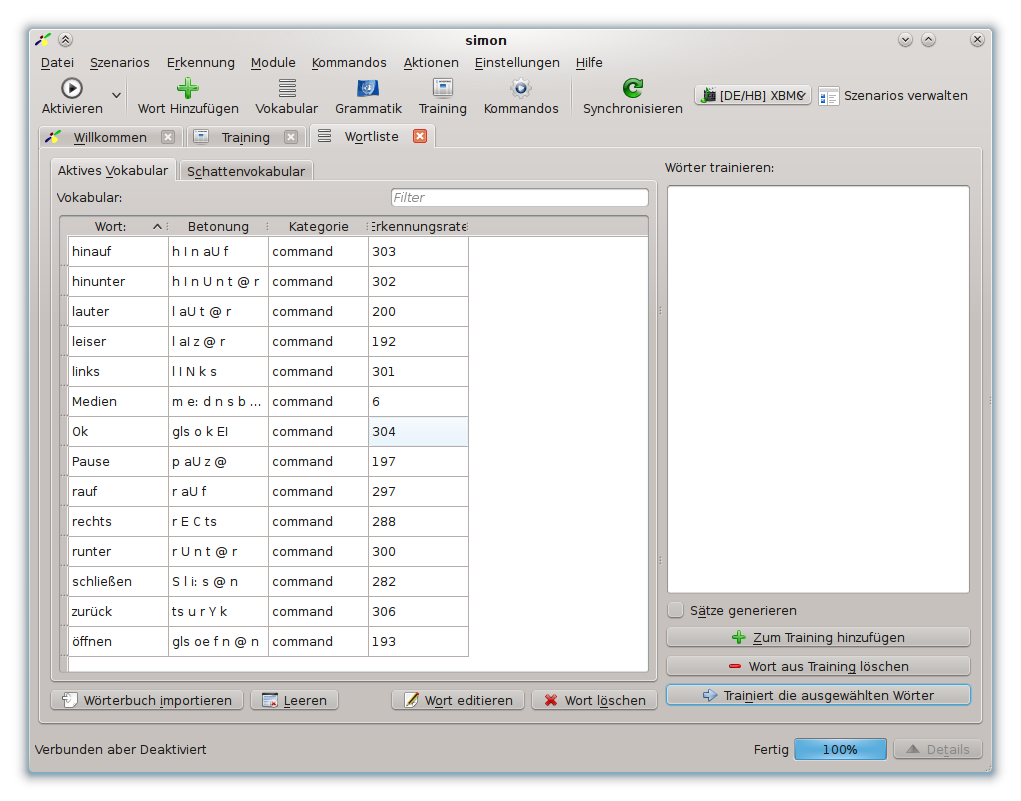 simon
Datei Szenarios Erkennung Module Kommandos Aktionen Einstellungen Hilfe
Aktivieren Wort Hinzufügen Vokabular Grammatik Training Kommandos Synchronisieren [DE/HB] XBMC Szenarios verwalten
Willkommen Training Wortliste
Aktives Vokabular Schattenvokabular
Wörter trainieren:
Vokabular: Filter
Wort: Betonung Kategorie Erkennungsrate
hinauf h I n aU f command 303
hinunter h I n U n t @ r command 302
lauter l aU t @ r command 200
leiser l aI z @ r command 192
links l I N k s command 301
Medien m e: d n s b ... command 6
Ok gls o k EI command 304
Pause p aU z @ command 197
rauf r aU f command 297
rechts r E C ts command 288
runter r U n t @ r command 300
schließen S l i: s @ n command 282
zurück ts u r Y k command 306
öffnen gls oe f n @ n command 193
Sätze generieren
Zum Training hinzufügen
Wort aus Training löschen
Trainiert die ausgewählten Wörter
Wörterbuch importieren Leeren Wort editieren Wort löschen
Verbunden aber Deaktiviert Fertig 100% Details